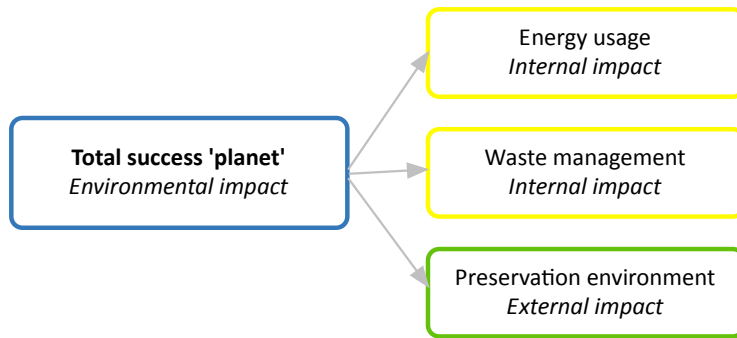 Energy usage
Internal impact
Total success 'planet'
Environmental impact
Waste management
Internal impact
Preservation environment
External impact